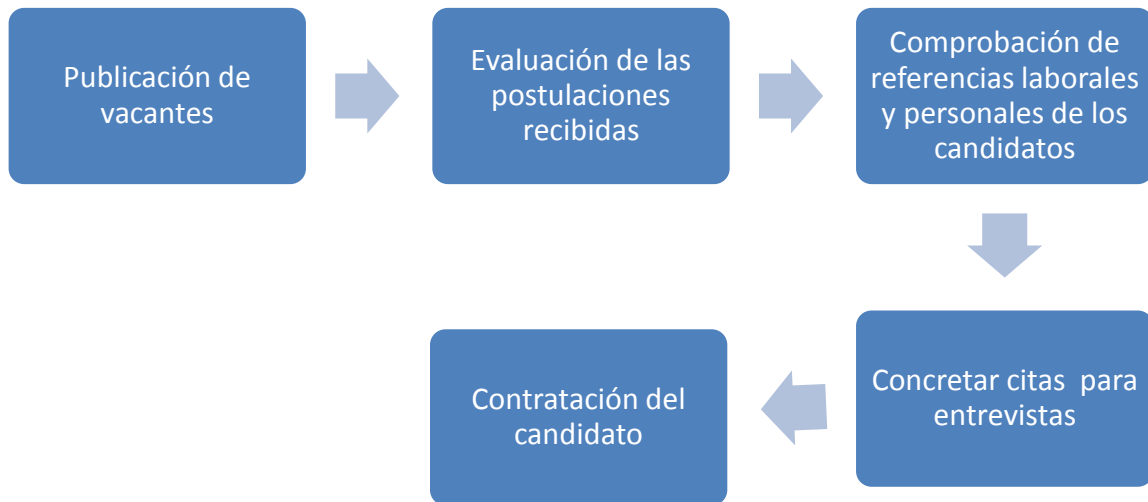 Publicación de
vacantes
Evaluación de las
postulaciones
recibidas
Comprobación de
referencias laborales
y personales de los
candidatos
Concretar citas  para
entrevistas
Contratación del
candidato